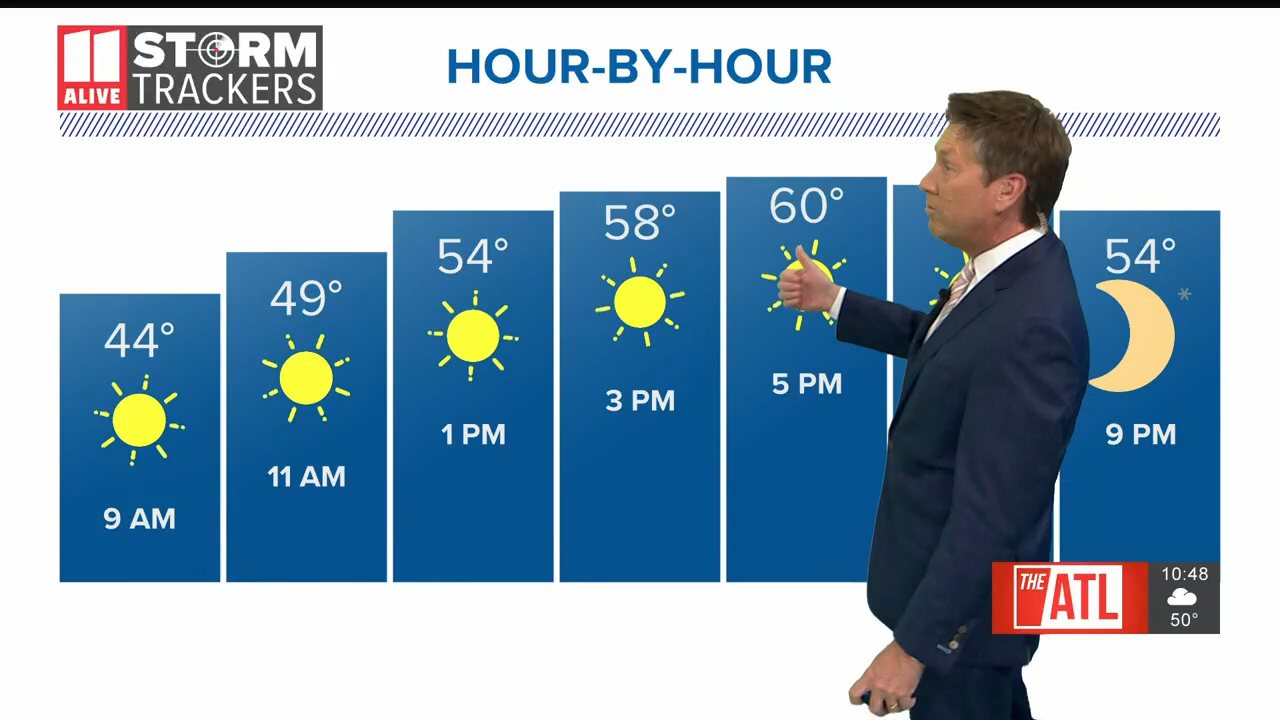 11
ALIVE
STORM
TRACKERS
HOUR-BY-HOUR
44°
9 AM
49°
11 AM
54°
1 PM
58°
3 PM
60°
5 PM
54°
9 PM
THE
ATL
10:48
50°